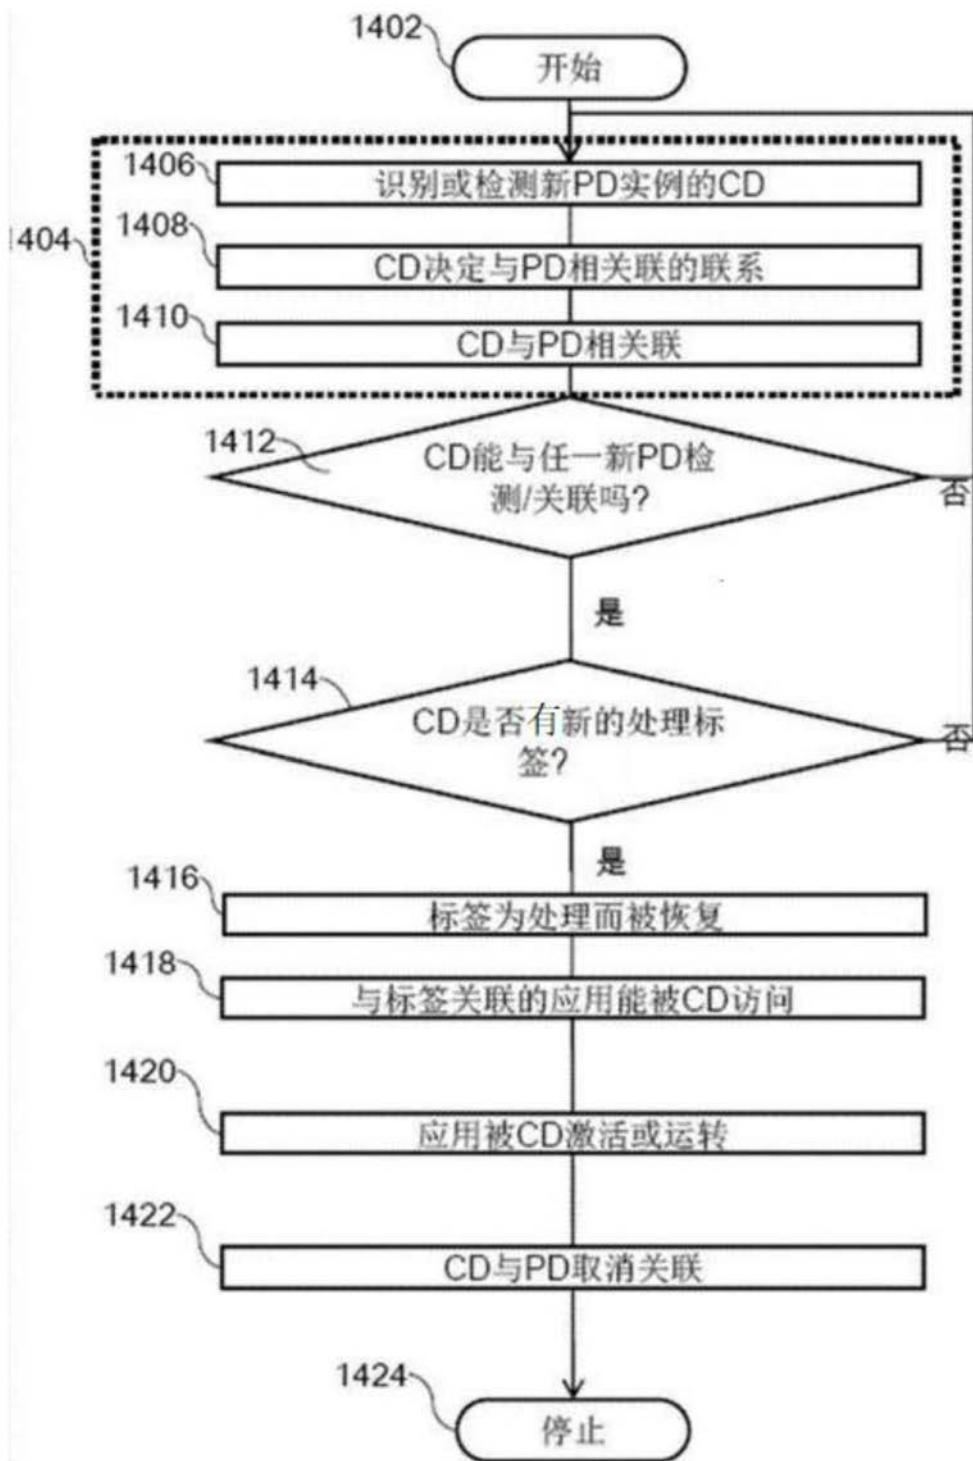 1402
开始
1406
识别或检测新PD实例的CD
1408
1404
CD决定与PD相关联的联系
1410
CD与PD相关联
1412
CD能与任一新PD检
测/关联吗?
否
是
1414
CD是否有新的处理标
签?
否
是
1416
标签为处理而被恢复
1418
与标签关联的应用能被CD访问
1420
应用被CD激活或运转
1422
CD与PD取消关联
1424
停止